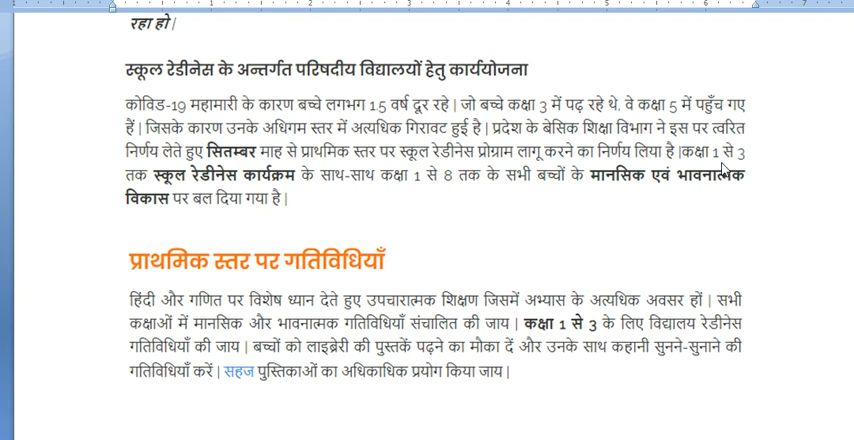 रहा हो |
स्कूल रेडीनेस के अन्तर्गत परिषदीय विद्यालयों हेतु कार्ययोजना
कोविड-19 महामारी के कारण बच्चे लगभग 1.5 वर्ष दूर रहे | जो बच्चे कक्षा 3 में पढ़ रहे थे, वे कक्षा 5 में पहुँच गए
हैं | जिसके कारण उनके अधिगम स्तर में अत्यधिक गिरावट हुई है | प्रदेश के बेसिक शिक्षा विभाग ने इस पर त्वरित
निर्णय लेते हुए सितम्बर माह से प्राथमिक स्तर पर स्कूल रेडीनेस प्रोग्राम लागू करने का निर्णय लिया है |कक्षा 1 से 3
तक स्कूल रेडीनेस कार्यक्रम के साथ-साथ कक्षा 1 से 8 तक के सभी बच्चों के मानसिक एवं भावनात्मक
विकास पर बल दिया गया है |
प्राथमिक स्तर पर गतिविधियाँ
हिंदी और गणित पर विशेष ध्यान देते हुए उपचारात्मक शिक्षण जिसमें अभ्यास के अत्यधिक अवसर हों | सभी
कक्षाओं में मानसिक और भावनात्मक गतिविधियाँ संचालित की जाय | कक्षा 1 से 3 के लिए विद्यालय रेडीनेस
गतिविधियाँ की जाय | बच्चों को लाइब्रेरी की पुस्तकें पढ़ने का मौका दें और उनके साथ कहानी सुनने-सुनाने की
गतिविधियाँ करें | सहज पुस्तिकाओं का अधिकाधिक प्रयोग किया जाय |